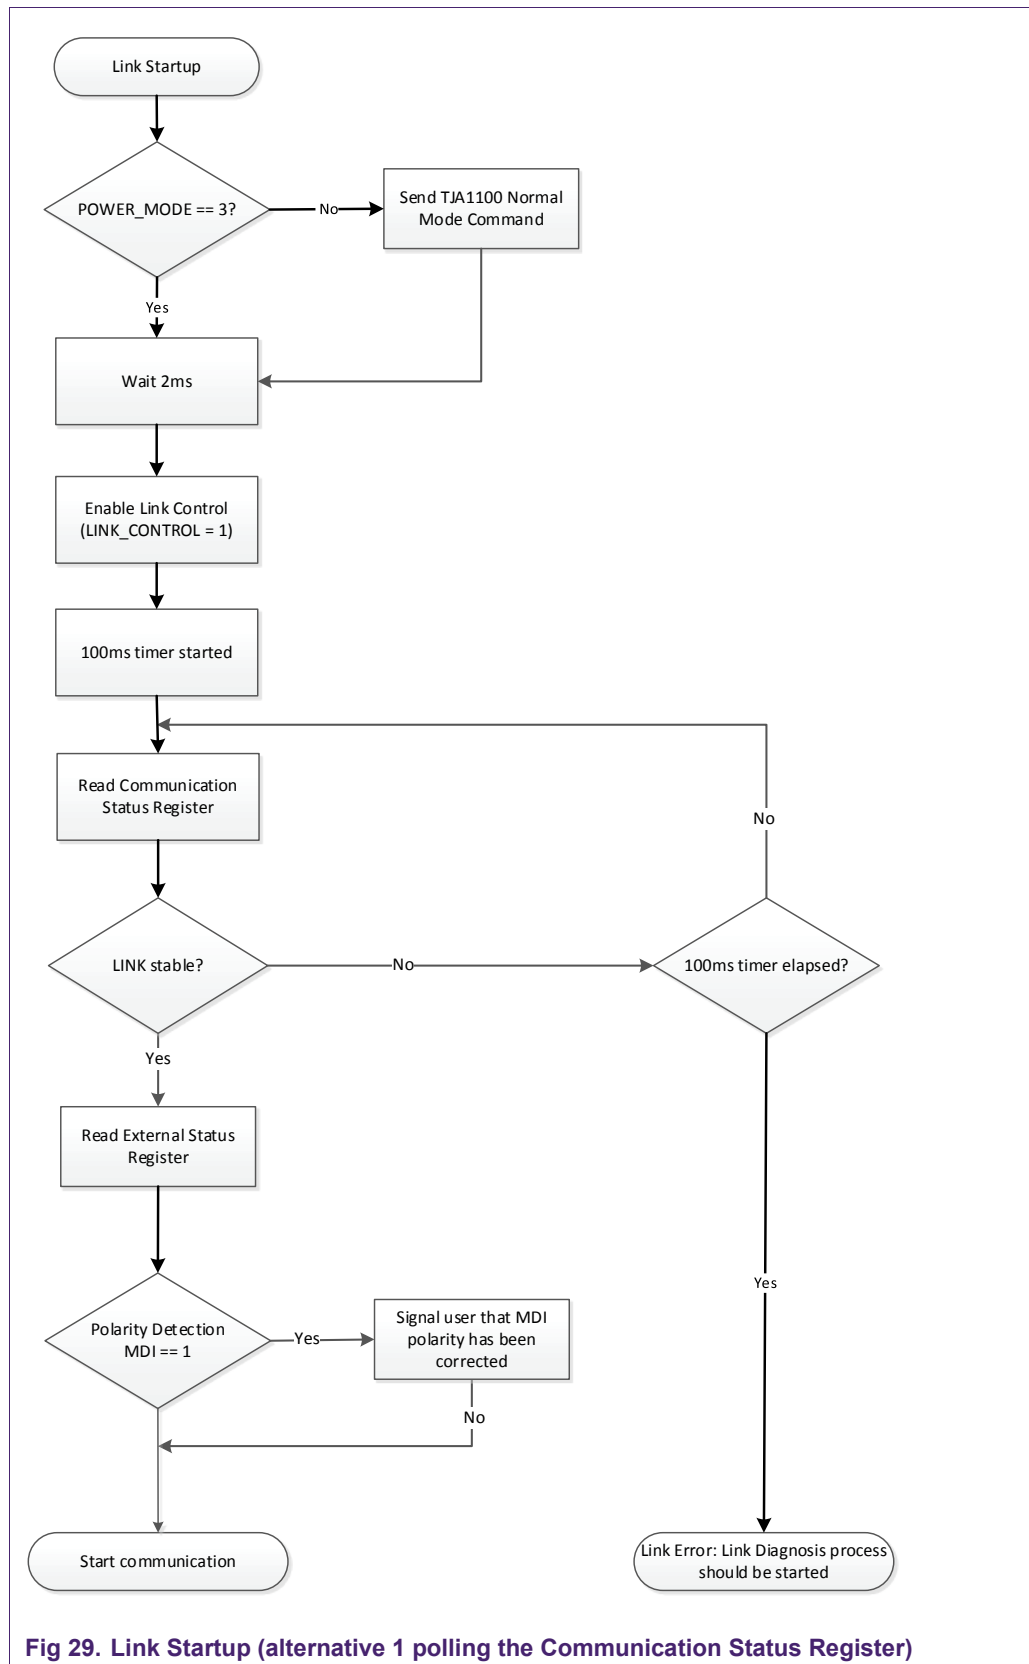 Link Startup
POWER_MODE == 3?
No
Send TJA1100 Normal
Mode Command
Yes
Wait 2ms
Enable Link Control
(LINK_CONTROL = 1)
100ms timer started
Read Communication
Status Register
No
LINK stable?
No
100ms timer elapsed?
Yes
Read External Status
Register
Yes
Polarity Detection
MDI == 1
Yes
Signal user that MDI
polarity has been
corrected
No
Start communication
Link Error: Link Diagnosis process
should be started
Fig 29. Link Startup (alternative 1 polling the Communication Status Register)